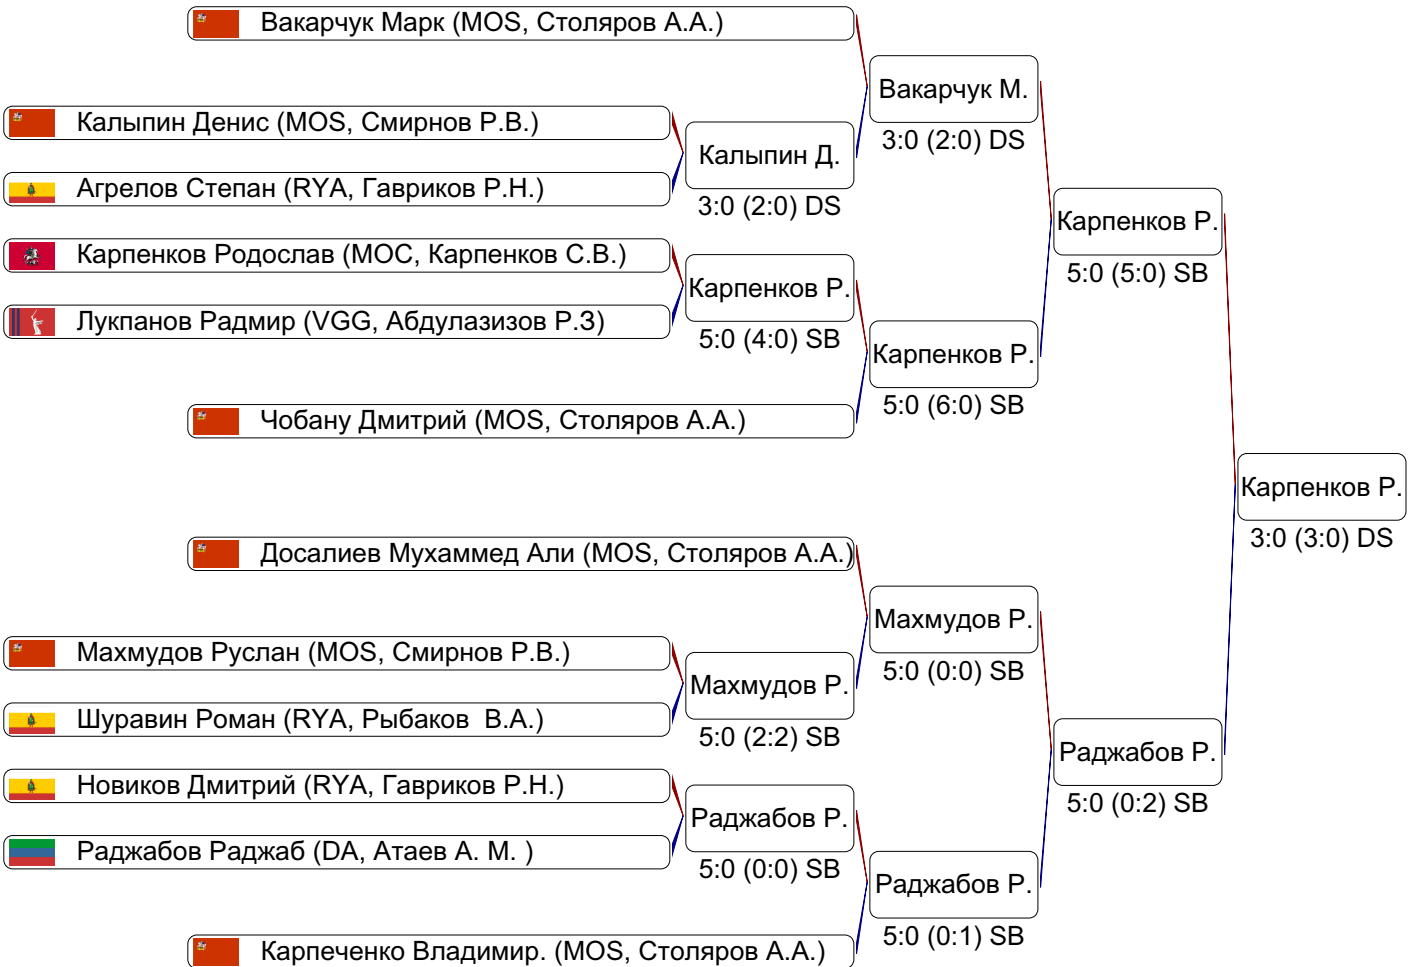 Вакарчук Марк (MOS, Столяров А.А.)
Вакарчук М.
3:0 (2:0) DS
Калыпин Денис (MOS, Смирнов Р.В.)
Калыпин Д.
3:0 (2:0) DS
Агрелов Степан (RYA, Гавриков Р.Н.)
Карпенков Р.
5:0 (5:0) SB
Карпенков Родослав (МОС, Карпенков С.В.)
Карпенков Р.
5:0 (4:0) SB
Лукпанов Радмир (VGG, Абдулазизов Р.З)
Карпенков Р.
5:0 (6:0) SB
Чобану Дмитрий (MOS, Столяров А.А.)
Карпенков Р.
3:0 (3:0) DS
Досалиев Мухаммед Али (MOS, Столяров А.А.)
Махмудов Р.
5:0 (0:0) SB
Махмудов Руслан (MOS, Смирнов Р.В.)
Махмудов Р.
5:0 (2:2) SB
Шуравин Роман (RYA, Рыбаков  В.А.)
Раджабов Р.
5:0 (0:2) SB
Новиков Дмитрий (RYA, Гавриков Р.Н.)
Раджабов Р.
5:0 (0:0) SB
Раджабов Раджаб (DA, Атаев А. М. )
Раджабов Р.
5:0 (0:1) SB
Карпеченко Владимир. (MOS, Столяров А.А.)